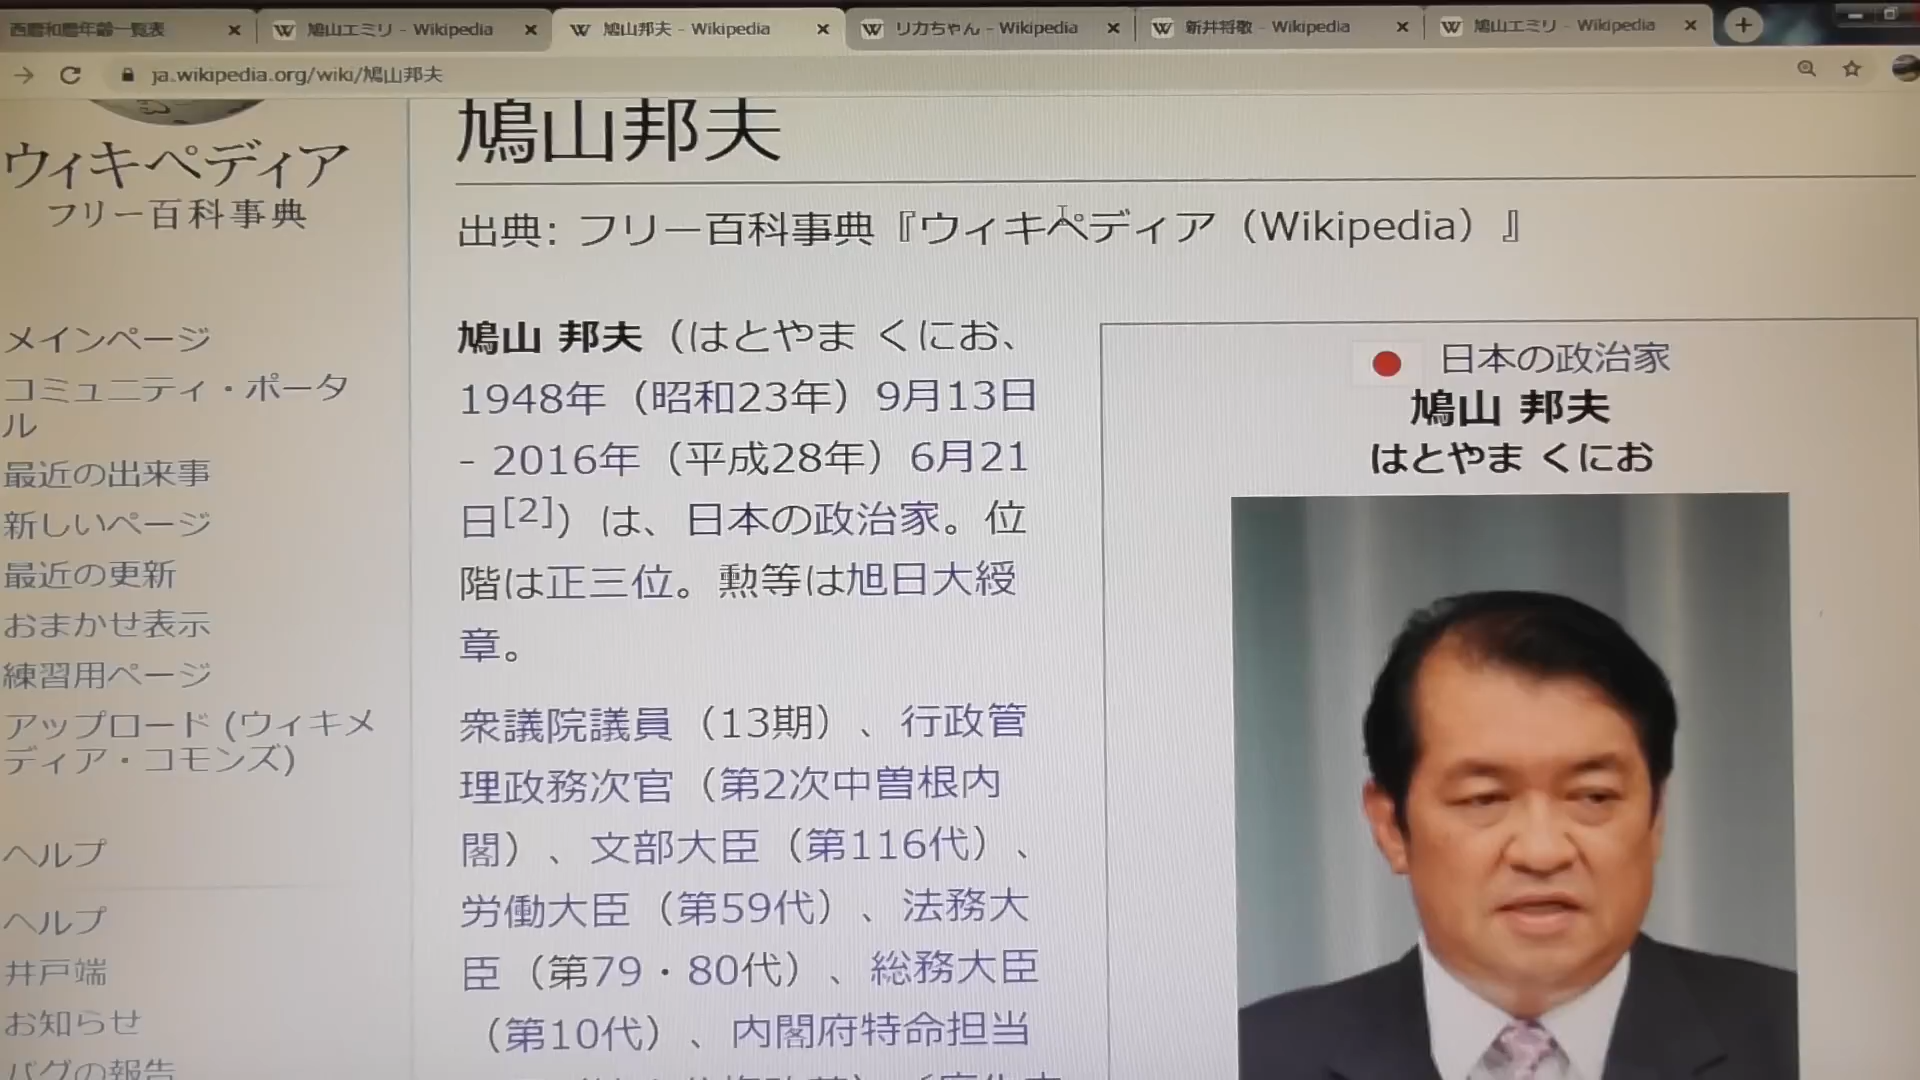 西暦和暦年齢一覧表
鳩山エミリ - Wikipedia
鳩山邦夫 - Wikipedia
リカちゃん - Wikipedia
新井将敬 - Wikipedia
鳩山エミリ - Wikipedia
ja.wikipedia.org/wiki/鳩山邦夫
ウィキペディア
フリー百科事典
メインページ
コミュニティ・ポータ
ル
最近の出来事
新しいページ
最近の更新
おまかせ表示
練習用ページ
アップロード (ウィキメ
ディア・コモンズ)
ヘルプ
ヘルプ
井戸端
お知らせ
バグの報告
鳩山邦夫
出典: フリー百科事典『ウィキペディア（Wikipedia）』
鳩山 邦夫（はとやま くにお、
1948年（昭和23年）9月13日
- 2016年（平成28年）6月21
日[2]）は、日本の政治家。位
階は正三位。勲等は旭日大綬
章。
衆議院議員（13期）、行政管
理政務次官（第2次中曽根内
閣）、文部大臣（第116代）、
労働大臣（第59代）、法務大
臣（第79・80代）、総務大臣
（第10代）、内閣府特命担当
日本の政治家
鳩山 邦夫
はとやま くにお